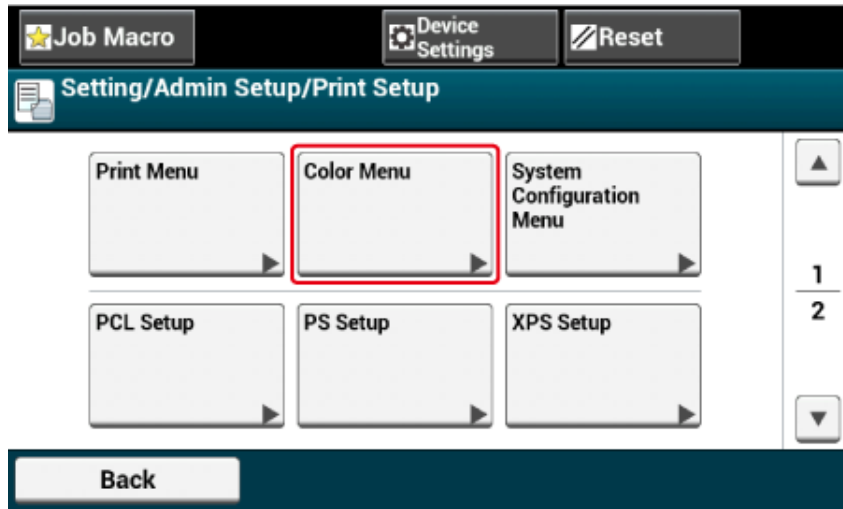 Job Macro
Device
Settings
Reset
Setting/Admin Setup/Print Setup
Print Menu
Color Menu
System
Configuration
Menu
1
2
PCL Setup
PS Setup
XPS Setup
Back